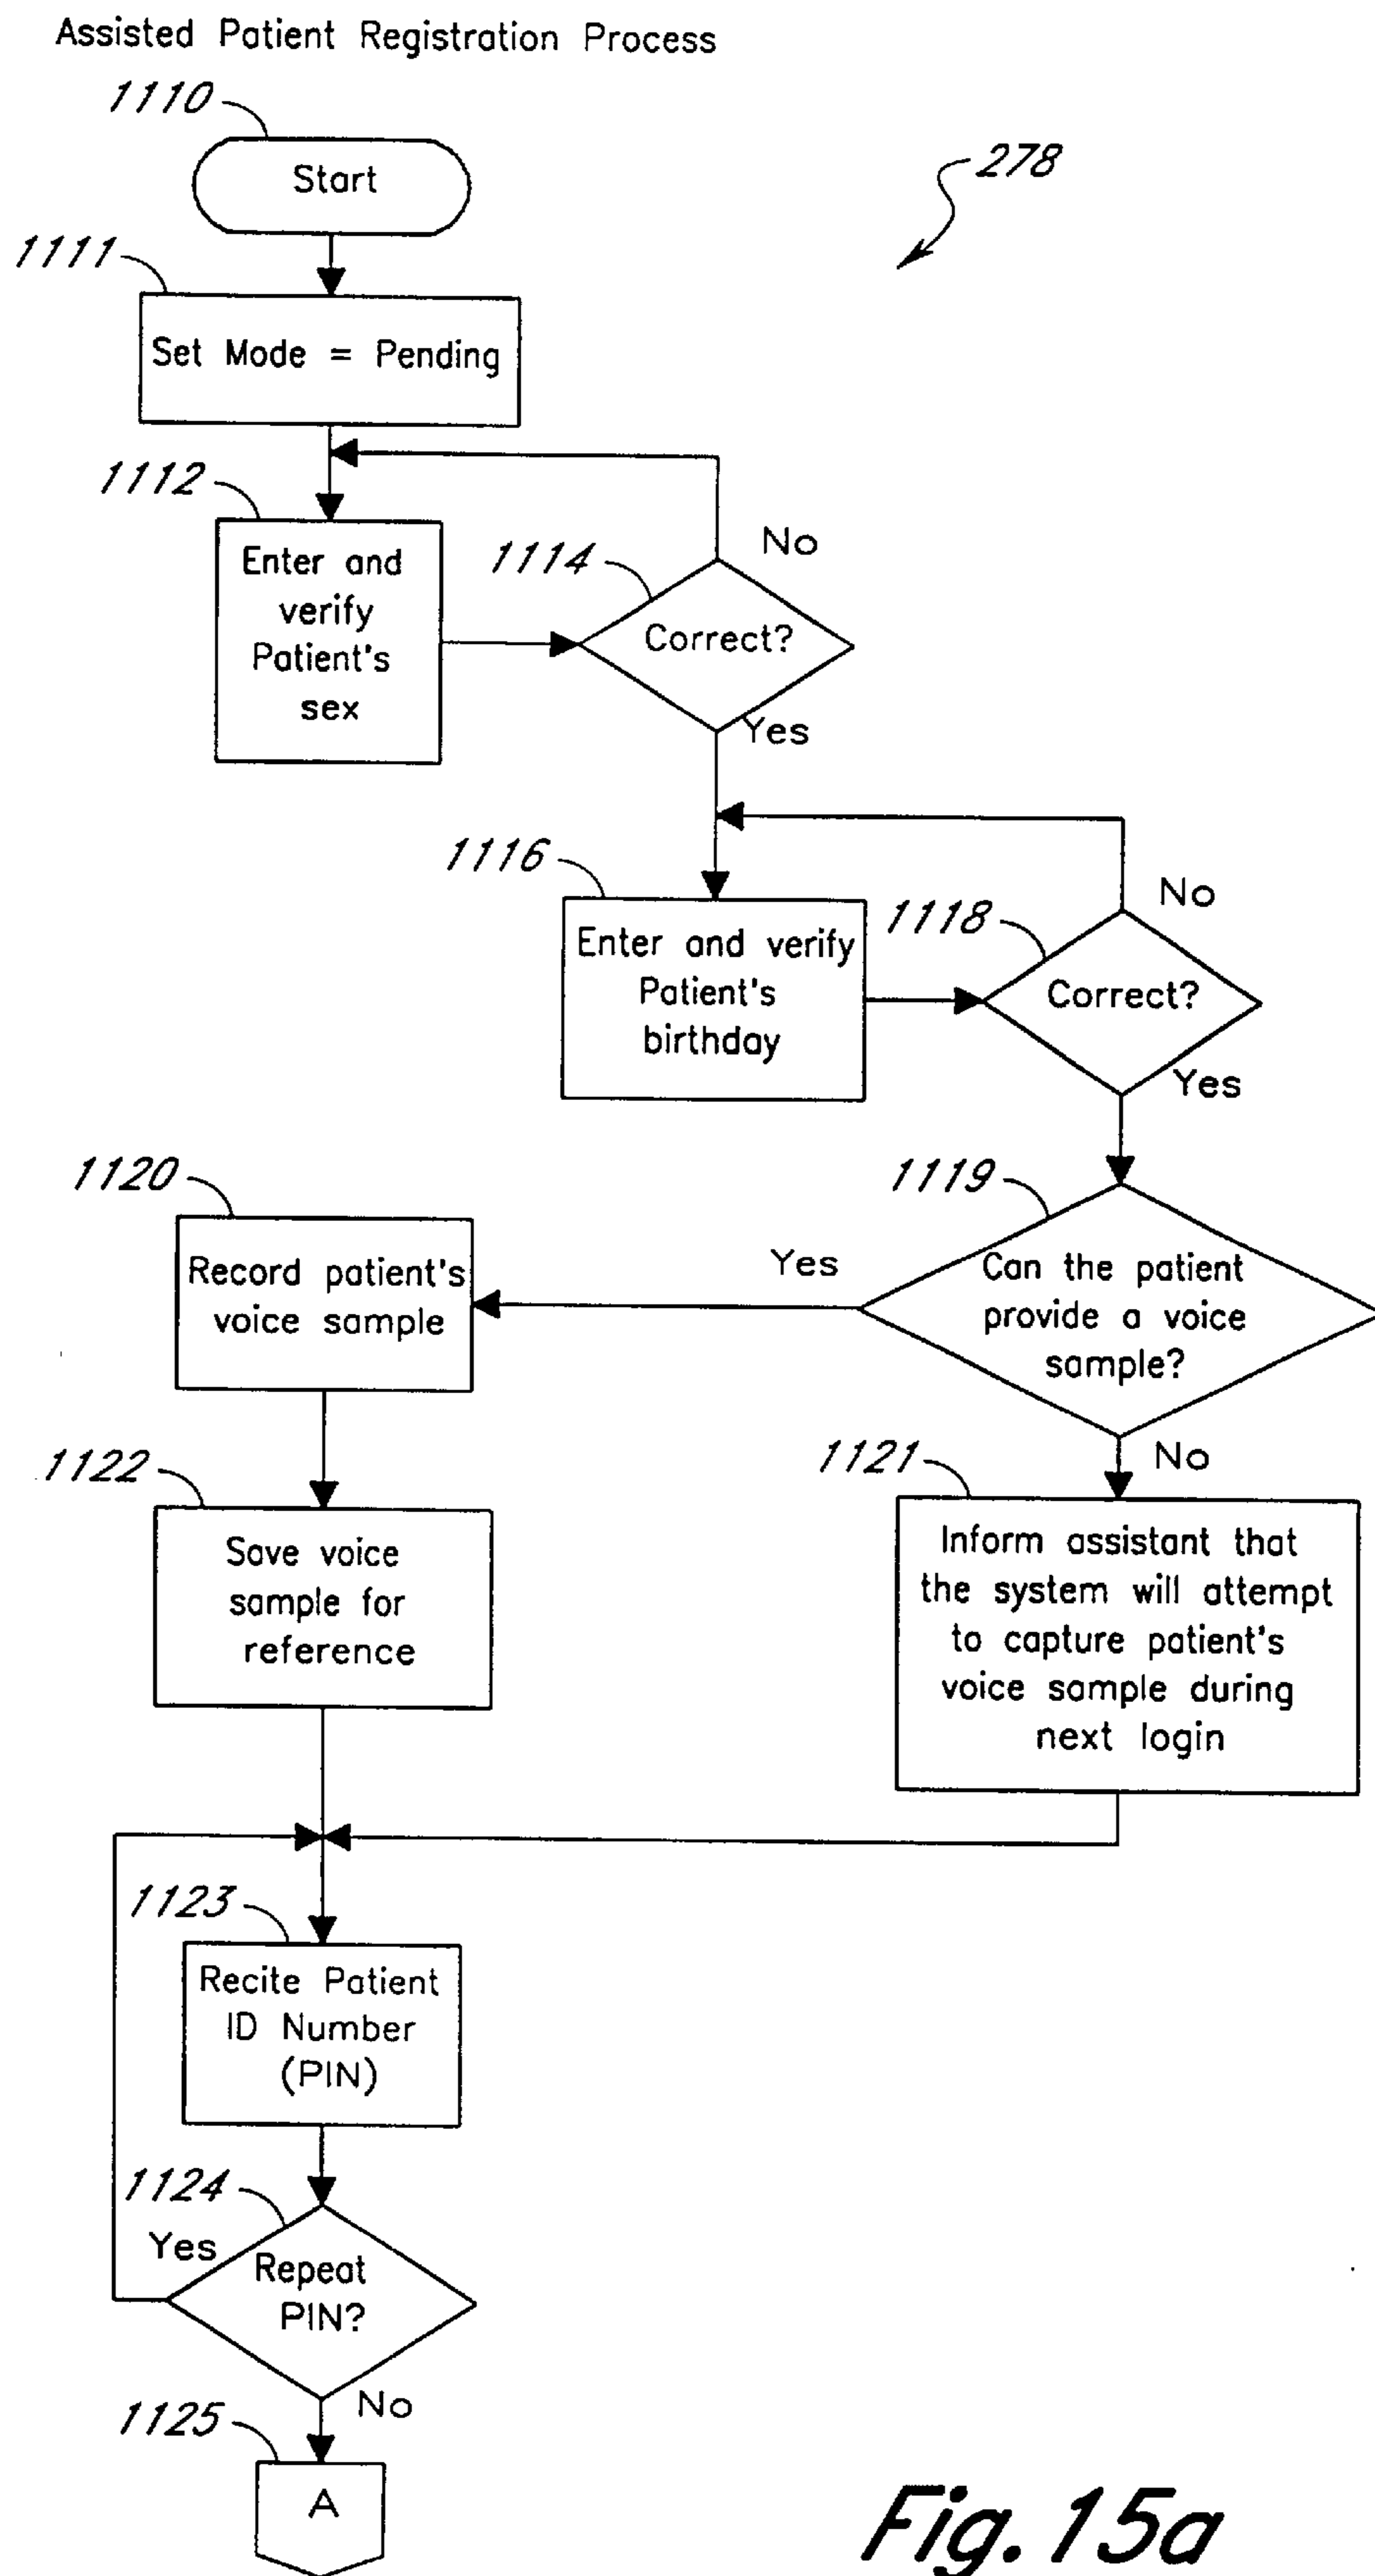 Assisted Patient Registration Process
1110
Start
278
1111
Set Mode = Pending
1112
Enter and
verify
Patient's
sex
1114
Correct?
No
Yes
1116
Enter and verify
Patient's
birthday
1118
Correct?
No
Yes
1119
Can the patient
provide a voice
sample?
Yes
No
1120
Record patient's
voice sample
1121
Inform assistant that
the system will attempt
to capture patient's
voice sample during
next login
1122
Save voice
sample for
reference
1123
Recite Patient
ID Number
(PIN)
1124
Yes
Repeat
PIN?
No
1125
A
Fig. 15a